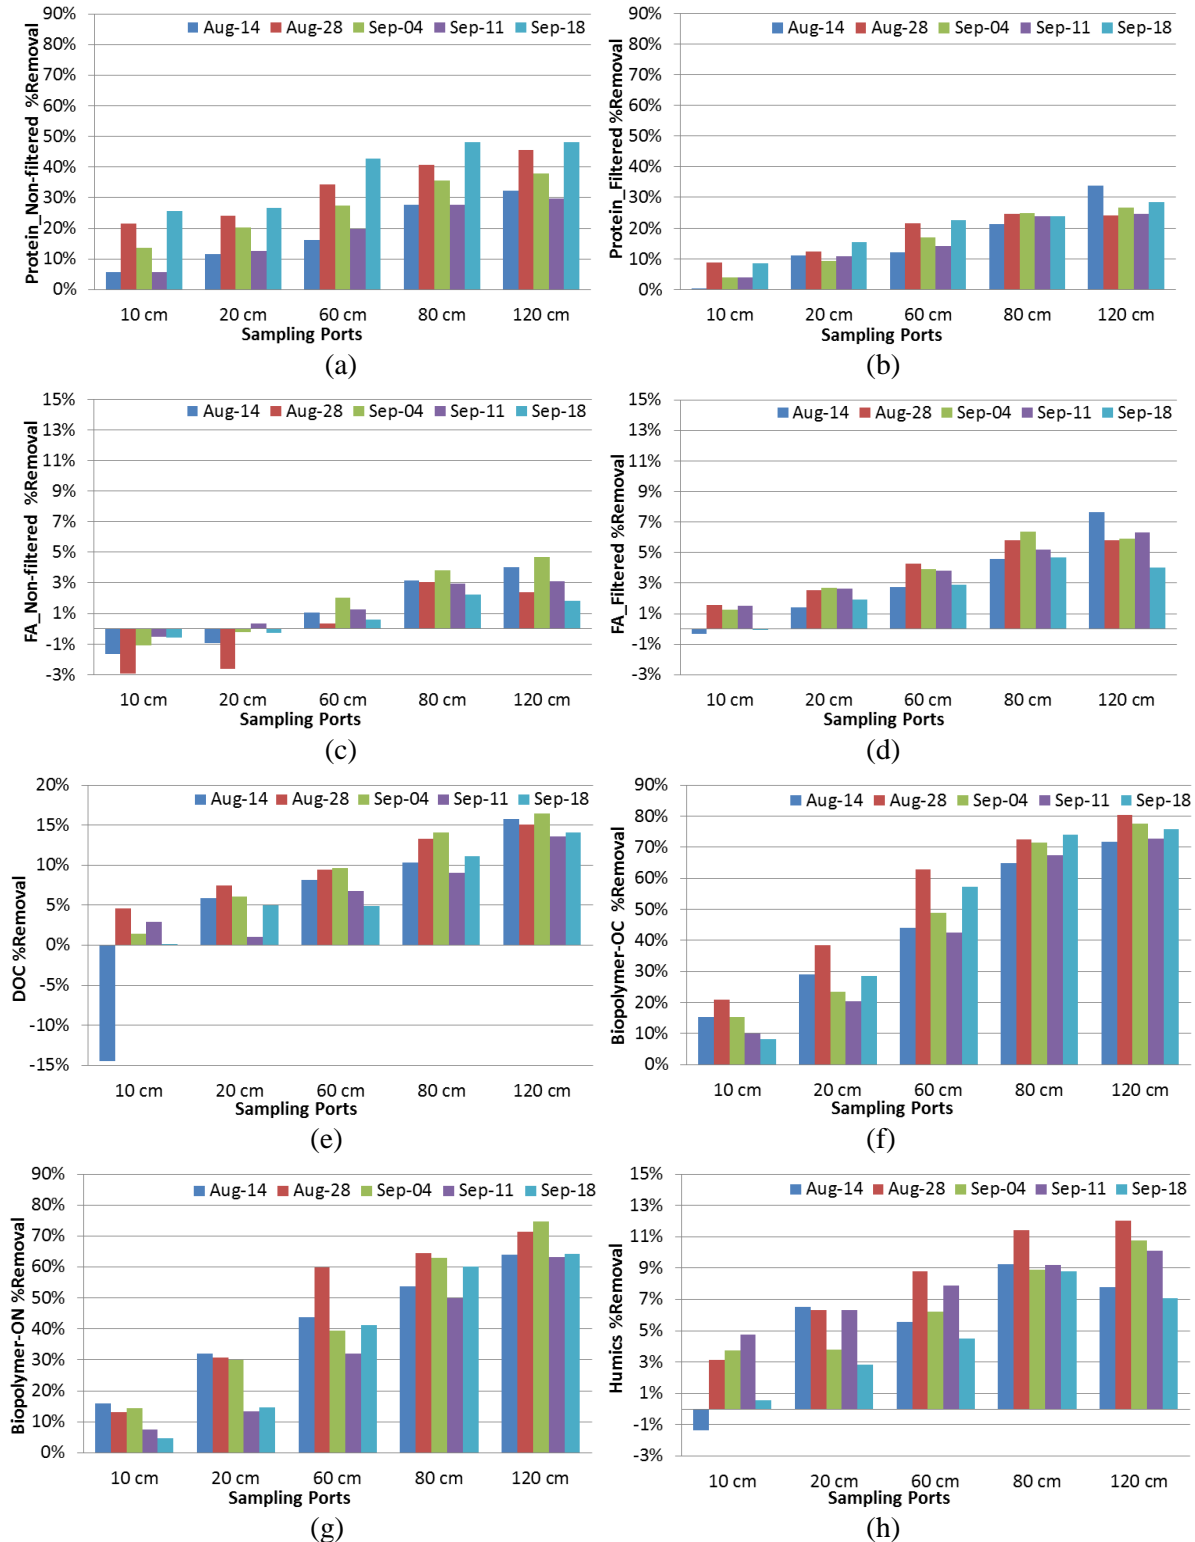 90%
80%
70%
60%
50%
40%
30%
20%
10%
0%
Protein_Non-filtered %Removal
Aug-14 Aug-28 Sep-04 Sep-11 Sep-18
10 cm 20 cm 60 cm 80 cm 120 cm
Sampling Ports
(a)
90%
80%
70%
60%
50%
40%
30%
20%
10%
0%
Protein_Filtered %Removal
Aug-14 Aug-28 Sep-04 Sep-11 Sep-18
10 cm 20 cm 60 cm 80 cm 120 cm
Sampling Ports
(b)
15%
13%
11%
9%
7%
5%
3%
1%
-1%
-3%
FA_Non-filtered %Removal
Aug-14 Aug-28 Sep-04 Sep-11 Sep-18
10 cm 20 cm 60 cm 80 cm 120 cm
Sampling Ports
(c)
15%
13%
11%
9%
7%
5%
3%
1%
-1%
-3%
FA_Filtered %Removal
Aug-14 Aug-28 Sep-04 Sep-11 Sep-18
10 cm 20 cm 60 cm 80 cm 120 cm
Sampling Ports
(d)
20%
15%
10%
5%
0%
-5%
-10%
-15%
DOC %Removal
Aug-14 Aug-28 Sep-04 Sep-11 Sep-18
10 cm 20 cm 60 cm 80 cm 120 cm
Sampling Ports
(e)
90%
80%
70%
60%
50%
40%
30%
20%
10%
0%
Biopolymer-OC %Removal
Aug-14 Aug-28 Sep-04 Sep-11 Sep-18
10 cm 20 cm 60 cm 80 cm 120 cm
Sampling Ports
(f)
90%
80%
70%
60%
50%
40%
30%
20%
10%
0%
Biopolymer-ON %Removal
Aug-14 Aug-28 Sep-04 Sep-11 Sep-18
10 cm 20 cm 60 cm 80 cm 120 cm
Sampling Ports
(g)
15%
13%
11%
9%
7%
5%
3%
1%
-1%
-3%
Humics %Removal
Aug-14 Aug-28 Sep-04 Sep-11 Sep-18
10 cm 20 cm 60 cm 80 cm 120 cm
Sampling Ports
(h)